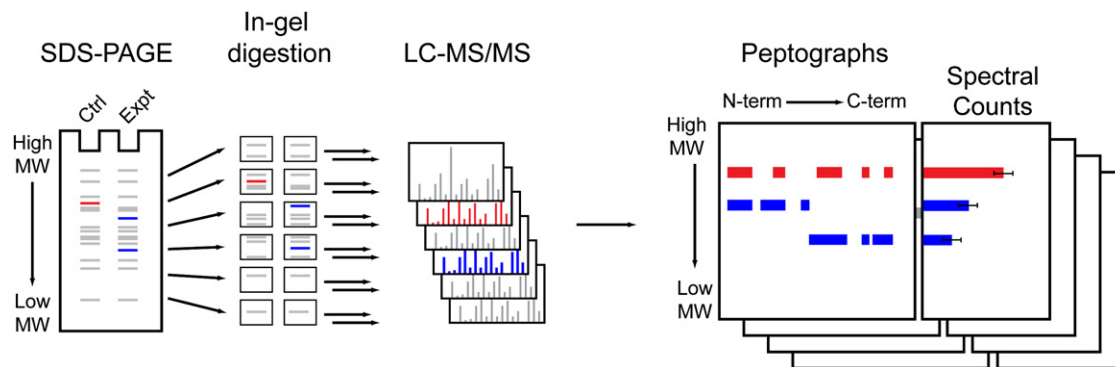 SDS-PAGE
In-gel
digestion
LC-MS/MS
Peptographs
Spectral
Counts
Ctrl
Expt
High
MW
Low
MW
N-term
C-term
High
MW
Low
MW